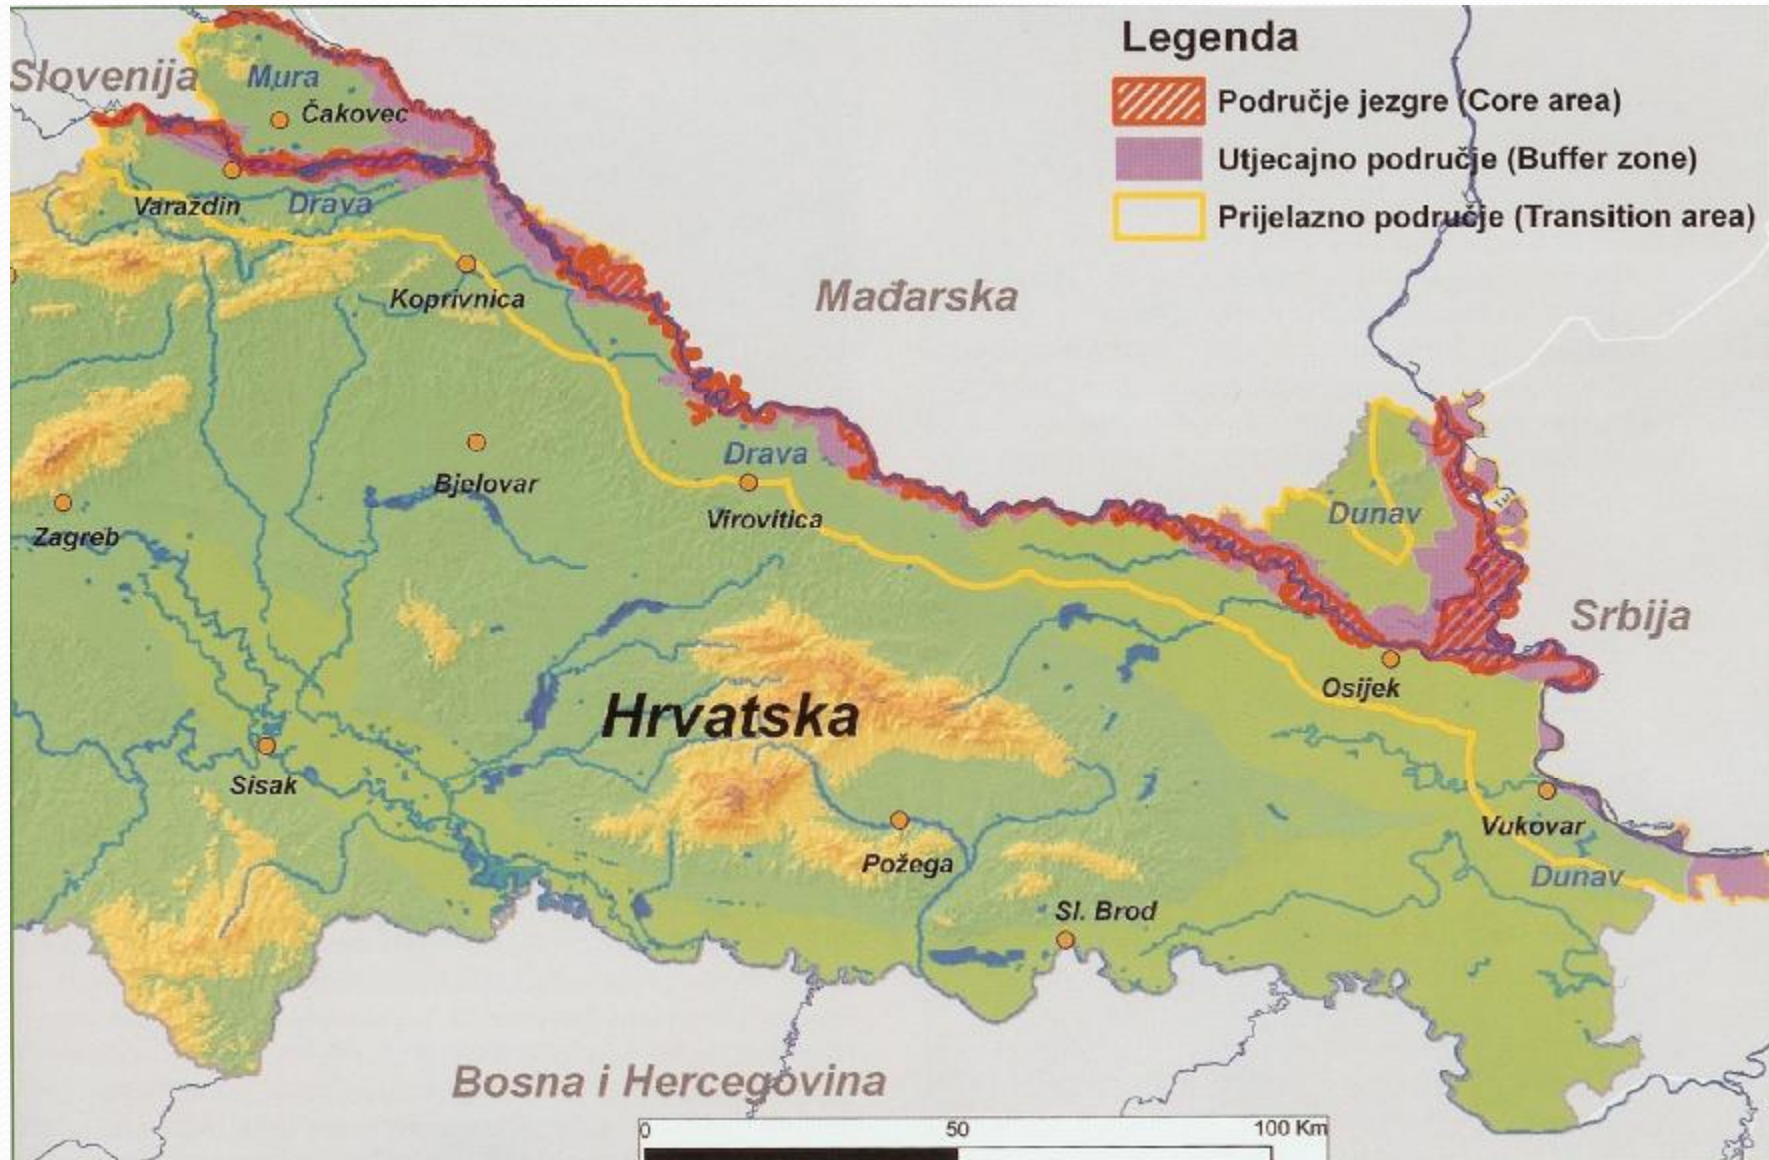 Legenda
Područje jezgre (Core area)
Utjecajno područje (Buffer zone)
Prijelazno područje (Transition area)
Slovenija
Mura
Čakovec
Varaždin
Drava
Koprivnica
Mađarska
Bjelovar
Drava
Virovitica
Dunav
Zagreb
Srbija
Osijek
Hrvatska
Sisak
Vukovar
Požega
Dunav
Sl. Brod
Bosna i Hercegovina
0 50 100 Km